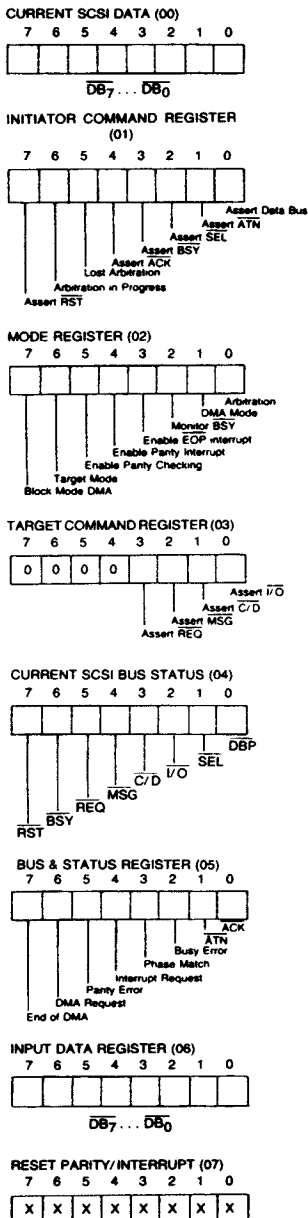 CURRENT SCSI DATA (00)
7 6 5 4 3 2 1 0
DB7 . . . DB0
INITIATOR COMMAND REGISTER
(01)
7 6 5 4 3 2 1 0
Assert Data Bus
Assert ATN
Assert SEL
Assert BSY
Assert ACK
Lost Arbitration
Arbitration in Progress
Assert RST
MODE REGISTER (02)
7 6 5 4 3 2 1 0
Arbitration
DMA Mode
Monitor BSY
Enable EOP interrupt
Enable Parity Interrupt
Enable Parity Checking
Target Mode
Block Mode DMA
TARGET COMMAND REGISTER (03)
7 6 5 4 3 2 1 0
0 0 0 0
Assert I/O
Assert C/D
Assert MSG
Assert REQ
CURRENT SCSI BUS STATUS (04)
7 6 5 4 3 2 1 0
DBP
SEL
I/O
C/D
MSG
REQ
BSY
RST
BUS & STATUS REGISTER (05)
7 6 5 4 3 2 1 0
ACK
ATN
Busy Error
Phase Match
Interrupt Request
Parity Error
DMA Request
End of DMA
INPUT DATA REGISTER (06)
7 6 5 4 3 2 1 0
DB7 . . . DB0
RESET PARITY/INTERRUPT (07)
7 6 5 4 3 2 1 0
X X X X X X X X